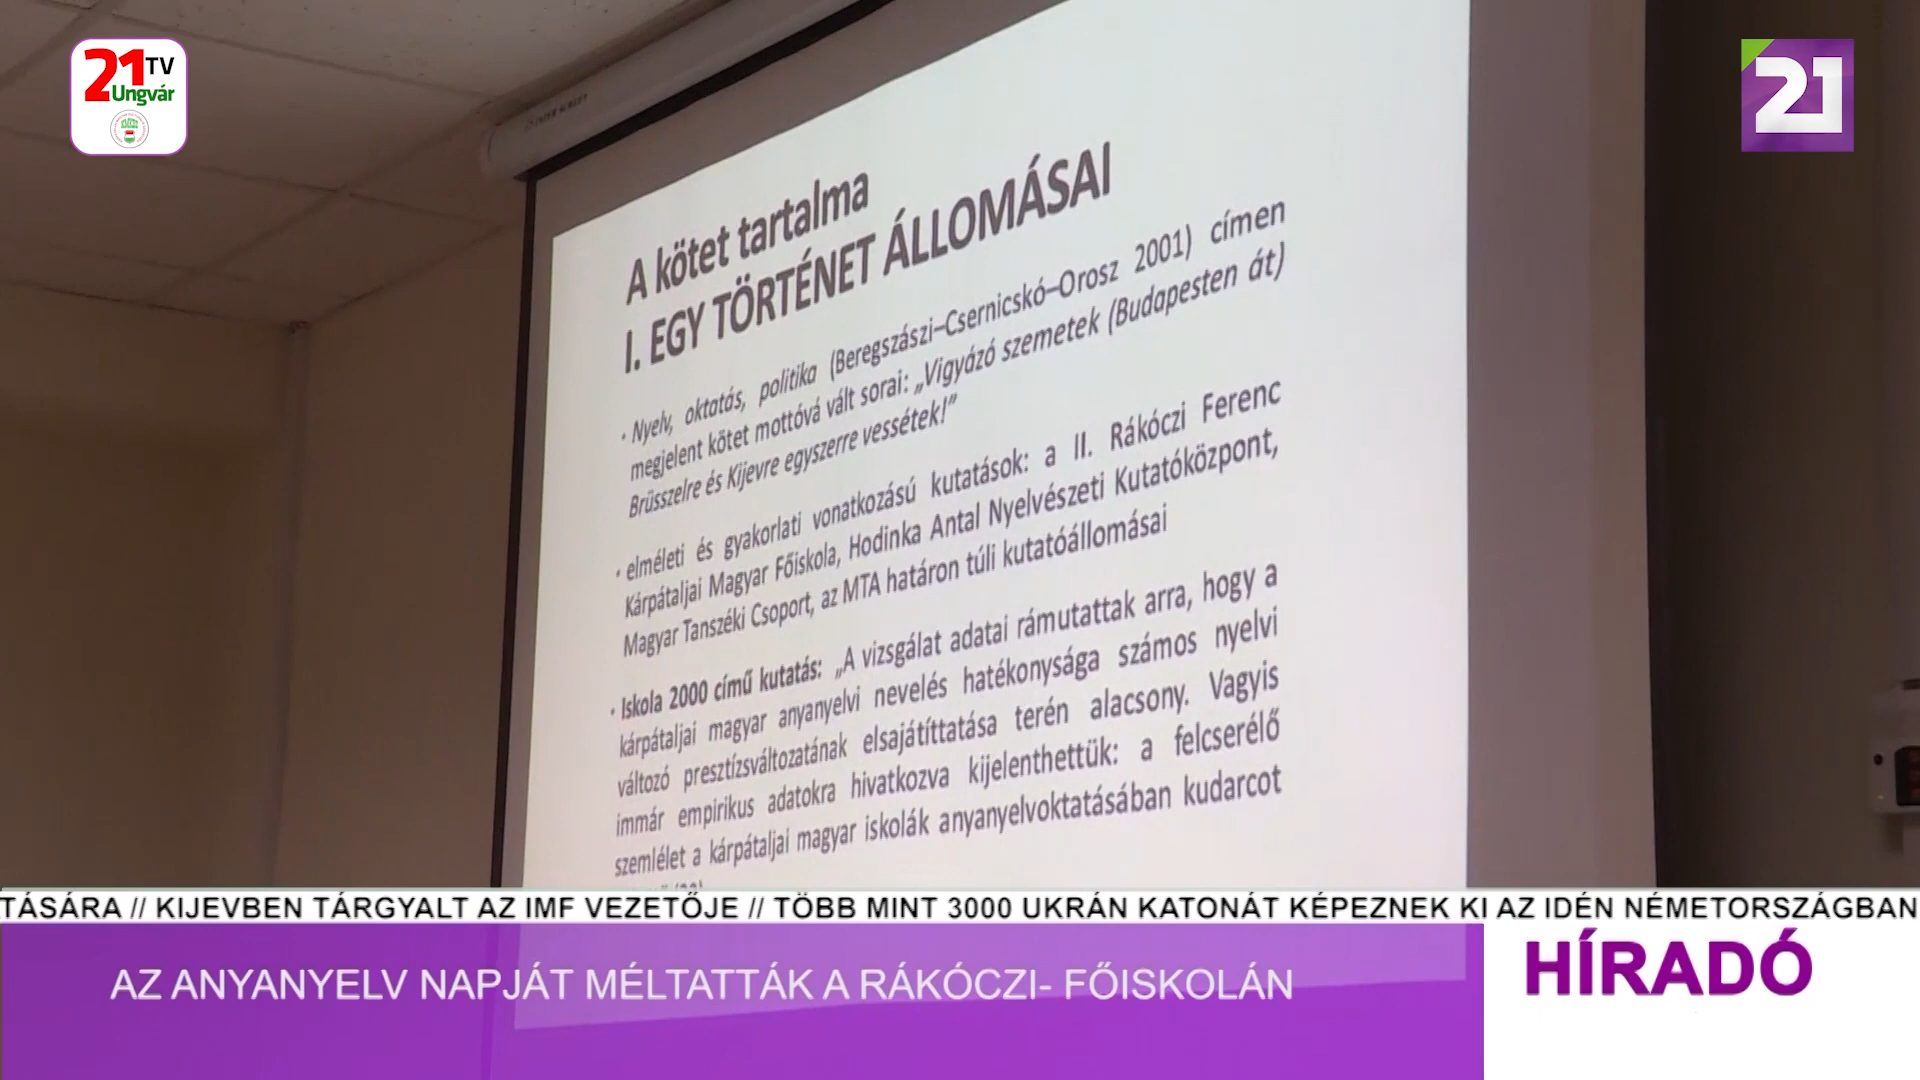 21 TV
Ungvár
21
A kötet tartalma
I. EGY TÖRTÉNET ÁLLOMÁSAI
• Nyelv, oktatás, politika (Beregszászi–Csernicskó–Orosz 2001) címen
megjelent kötet mottóvá vált sorai: „Vigyázó szemetek (Budapesten át)
Brüsszelre és Kijevre egyszerre vessétek!”
• elméleti és gyakorlati vonatkozású kutatások: a II. Rákóczi Ferenc
Kárpátaljai Magyar Főiskola, Hodinka Antal Nyelvészeti Kutatóközpont,
Magyar Tanszéki Csoport, az MTA határon túli kutatóállomásai
• Iskola 2000 című kutatás: „A vizsgálat adatai rámutattak arra, hogy a
kárpátaljai magyar anyanyelvi nevelés hatékonysága számos nyelvi
változó presztízsváltozatának elsajátíttatása terén alacsony. Vagyis
immár empirikus adatokra hivatkozva kijelenthettük: a felcserélő
szemlélet a kárpátaljai magyar iskolák anyanyelvoktatásában kudarcot
TÁSÁRA // KIJEVBEN TÁRGYALT AZ IMF VEZETŐJE // TÖBB MINT 3000 UKRÁN KATONÁT KÉPEZNEK KI AZ IDÉN NÉMETORSZÁGBAN
AZ ANYANYELV NAPJÁT MÉLTATTÁK A RÁKÓCZI- FŐISKOLÁN
HÍRADÓ